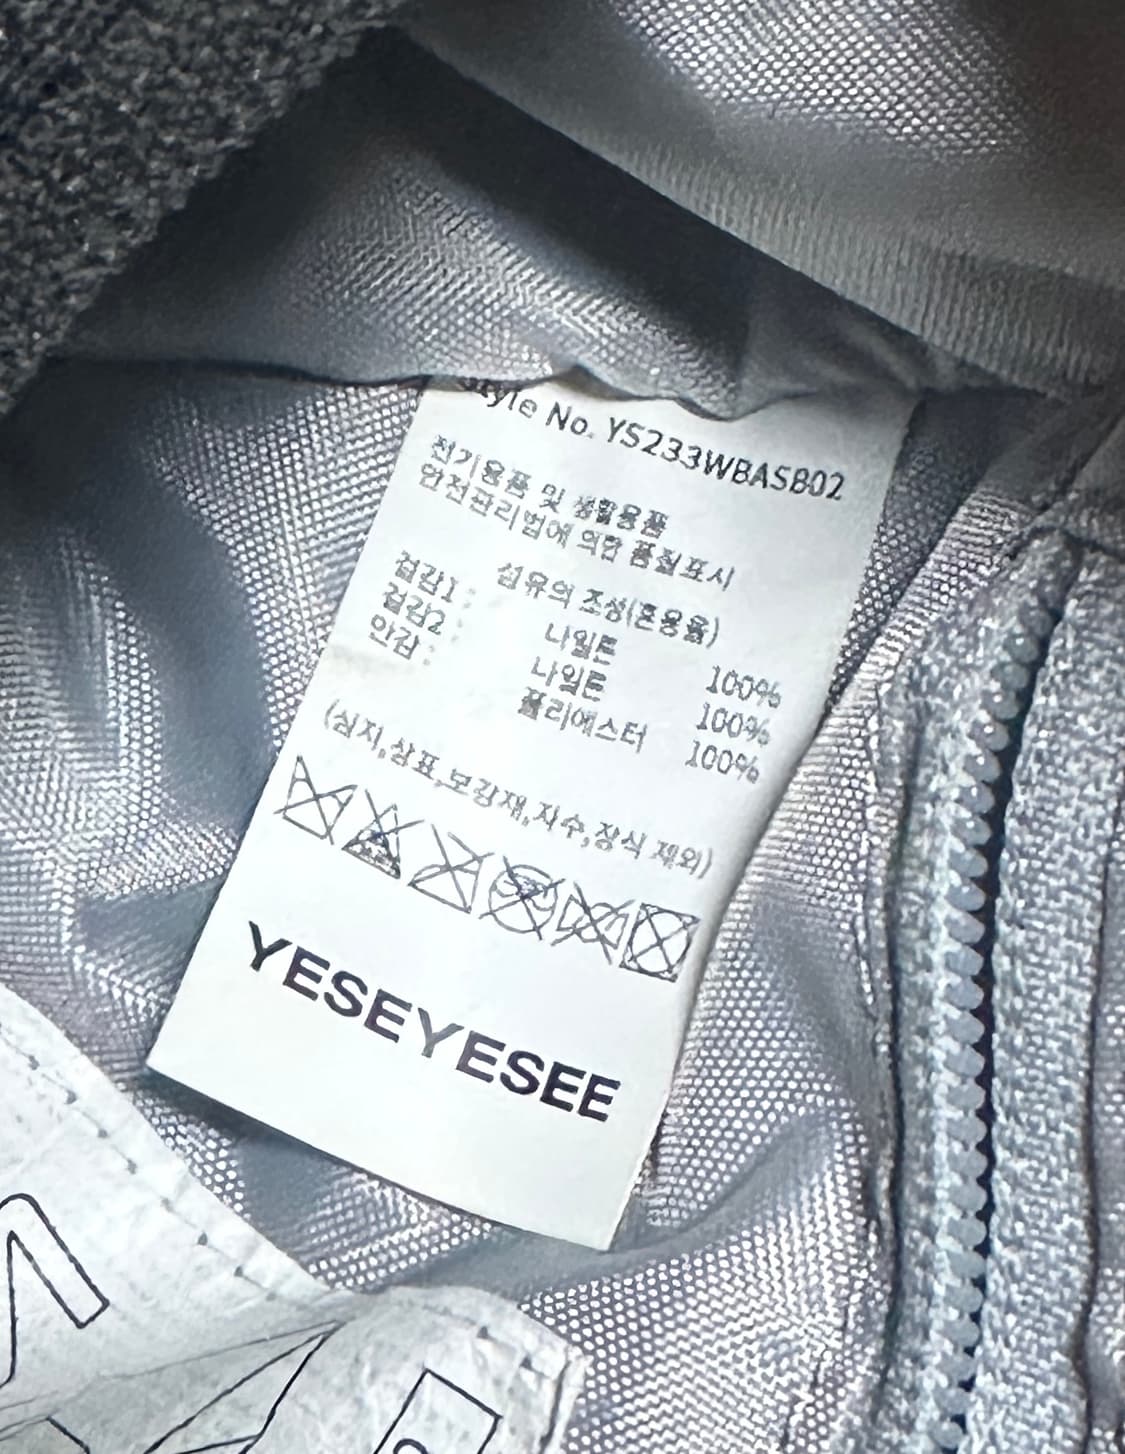 Style No. YS233WBASB02
전기용품 및 생활용품
안전관리법에 의한 품질표시
섬유의 조성(혼용율)
겉감1 : 나일론 100%
겉감2 : 나일론 100%
안감 : 폴리에스터 100%
(심지,상표,보강재,자수,장식 제외)
YESEYESEE